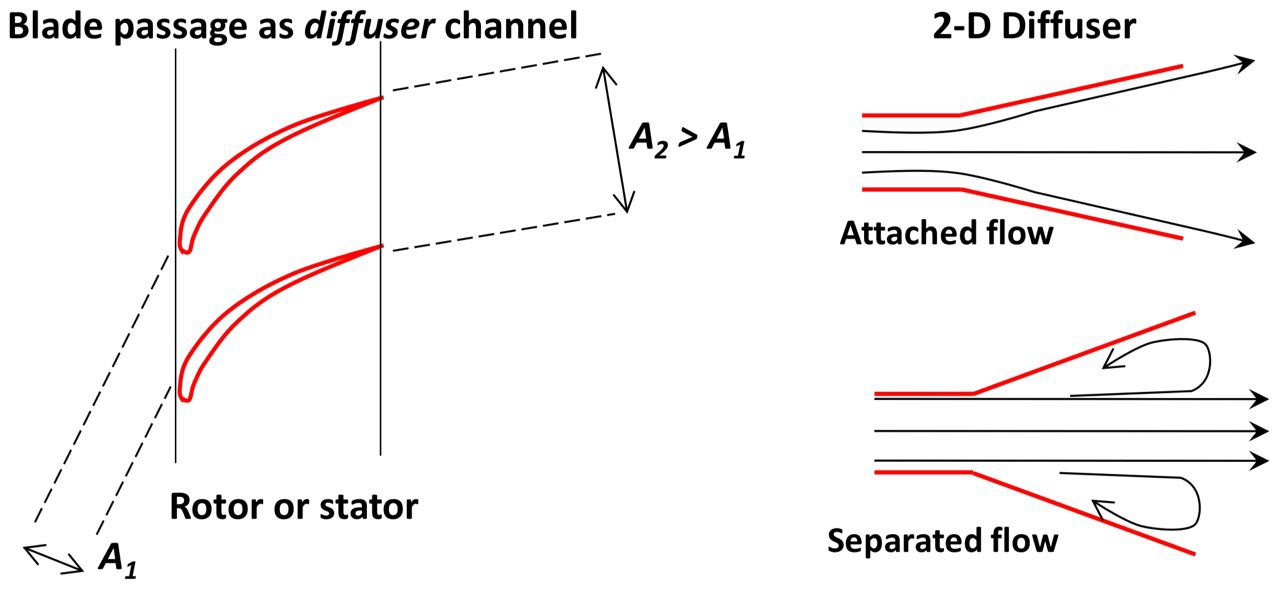 Blade passage as diffuser channel
2-D Diffuser
A2 > A1
Attached flow
Rotor or stator
A1
Separated flow